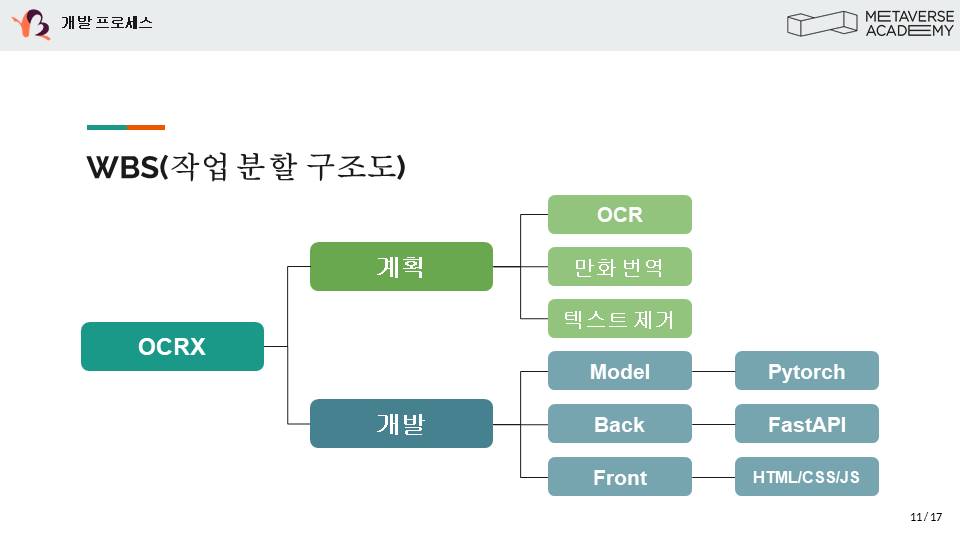 개발 프로세스
METAVERSE
ACADEMY
WBS(작업 분할 구조도)
OCRX
계획
OCR
만화 번역
텍스트 제거
개발
Model
Pytorch
Back
FastAPI
Front
HTML/CSS/JS
11 / 17